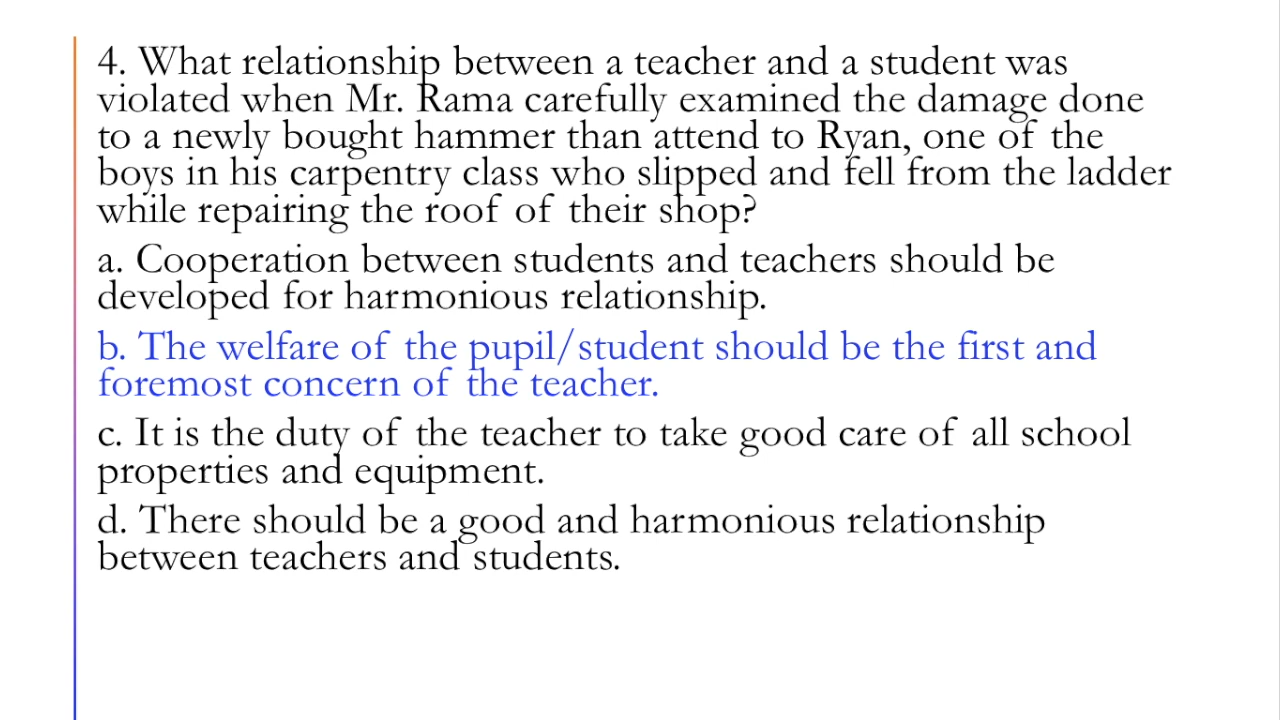 4. What relationship between a teacher and a student was
violated when Mr. Rama carefully examined the damage done
to a newly bought hammer than attend to Ryan, one of the
boys in his carpentry class who slipped and fell from the ladder
while repairing the roof of their shop?
a. Cooperation between students and teachers should be
developed for harmonious relationship.
b. The welfare of the pupil/student should be the first and
foremost concern of the teacher.
c. It is the duty of the teacher to take good care of all school
properties and equipment.
d. There should be a good and harmonious relationship
between teachers and students.